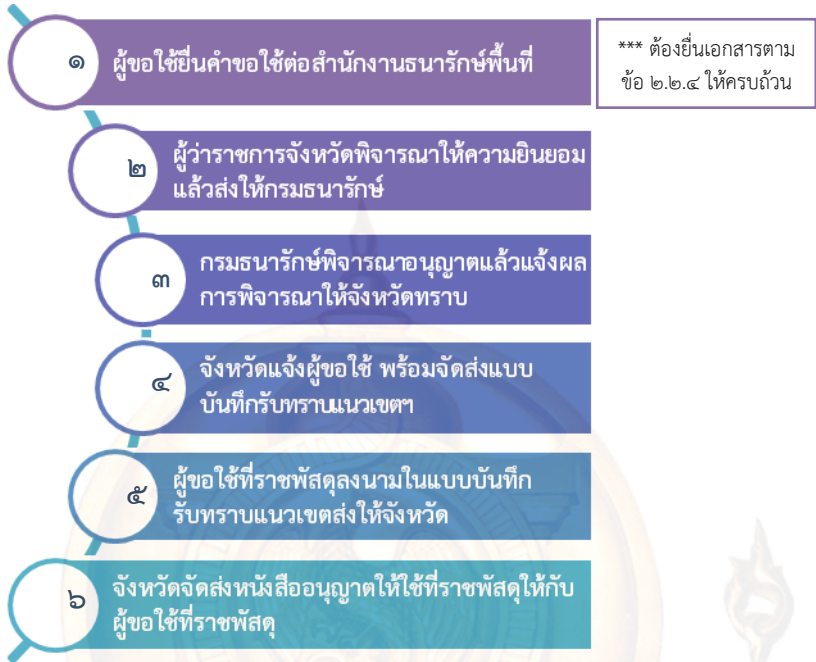 ๑
ผู้ขอใช้ยื่นคำขอใช้ต่อสำนักงานธนารักษ์พื้นที่
*** ต้องยื่นเอกสารตาม
ข้อ ๒.๒.๔ ให้ครบถ้วน
๒
ผู้ว่าราชการจังหวัดพิจารณาให้ความยินยอม
แล้วส่งให้กรมธนารักษ์
๓
กรมธนารักษ์พิจารณาอนุญาตแล้วแจ้งผล
การพิจารณาให้จังหวัดทราบ
๔
จังหวัดแจ้งผู้ขอใช้ พร้อมจัดส่งแบบ
บันทึกรับทราบแนวเขตฯ
๕
ผู้ขอใช้ที่ราชพัสดุลงนามในแบบบันทึก
รับทราบแนวเขตส่งให้จังหวัด
๖
จังหวัดจัดส่งหนังสืออนุญาตให้ใช้ที่ราชพัสดุให้กับ
ผู้ขอใช้ที่ราชพัสดุ